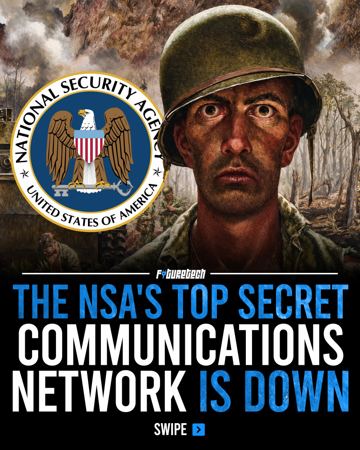 NATIONAL SECURITY AGENCY
UNITED STATES OF AMERICA
Futuretech
THE NSA'S TOP SECRET
COMMUNICATIONS
NETWORK IS DOWN
SWIPE